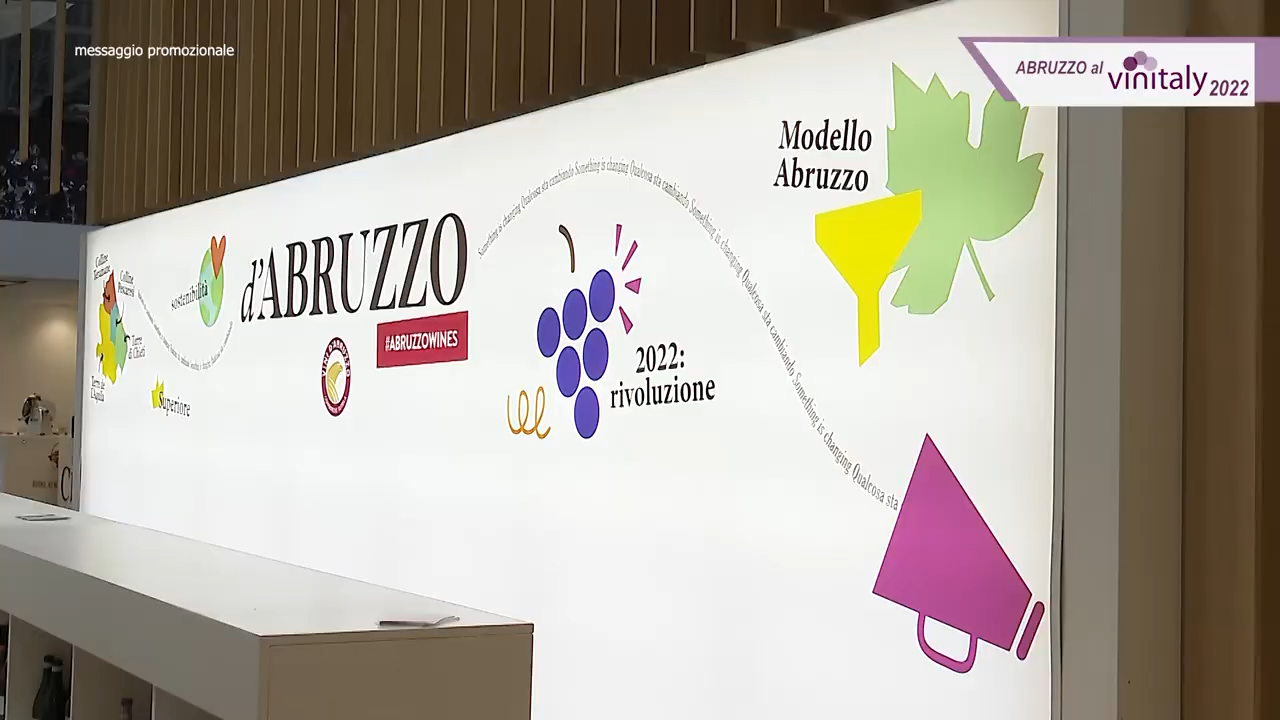 messaggio promozionale
ABRUZZO al vinitaly 2022
Modello
Abruzzo
Something is changing Qualcosa sta cambiando Something is changing Qualcosa sta cambiando Something is changing Qualcosa sta cambiando Something is changing Qualcosa sta
Colline
Teramane
Colline
Pescaresi
Terre
di Chieti
Terre de
L'Aquila
sostenibilità
Superiore
d'ABRUZZO
#ABRUZZOWINES
VINI D'ABRUZZO
2022:
rivoluzione